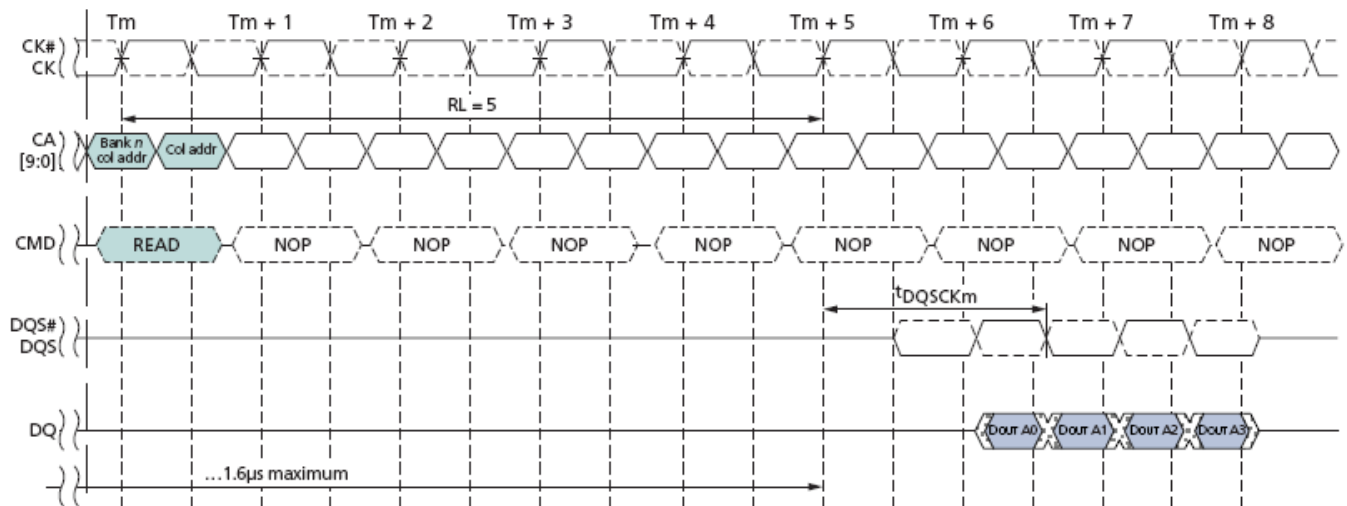 Tm Tm + 1 Tm + 2 Tm + 3 Tm + 4 Tm + 5 Tm + 6 Tm + 7 Tm + 8
CK#
CK
RL = 5
CA
[9:0]
Bank n
col addr
Col addr
CMD READ NOP NOP NOP NOP NOP NOP NOP NOP
tDQSCKm
DQS#
DQS
DQ DOUT A0 DOUT A1 DOUT A2 DOUT A3
...1.6µs maximum